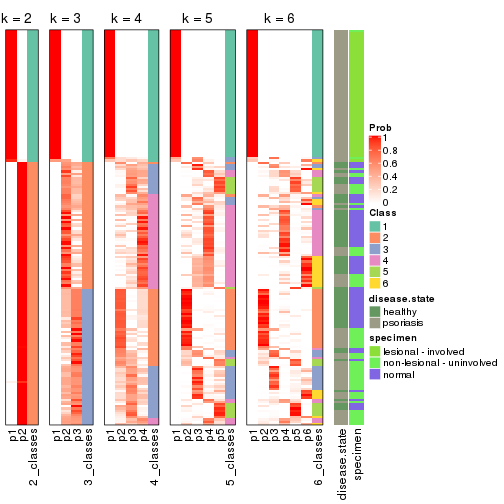 k = 2 k = 3 k = 4 k = 5 k = 6
Prob
1
0.8
0.6
0.4
0.2
0
Class
1
2
3
4
5
6
disease.state
healthy
psoriasis
specimen
lesional - involved
non-lesional - uninvolved
normal
p1 p2 2_classes p1 p2 p3 3_classes p1 p2 p3 p4 4_classes p1 p2 p3 p4 p5 5_classes p1 p2 p3 p4 p5 p6 6_classes disease.state specimen